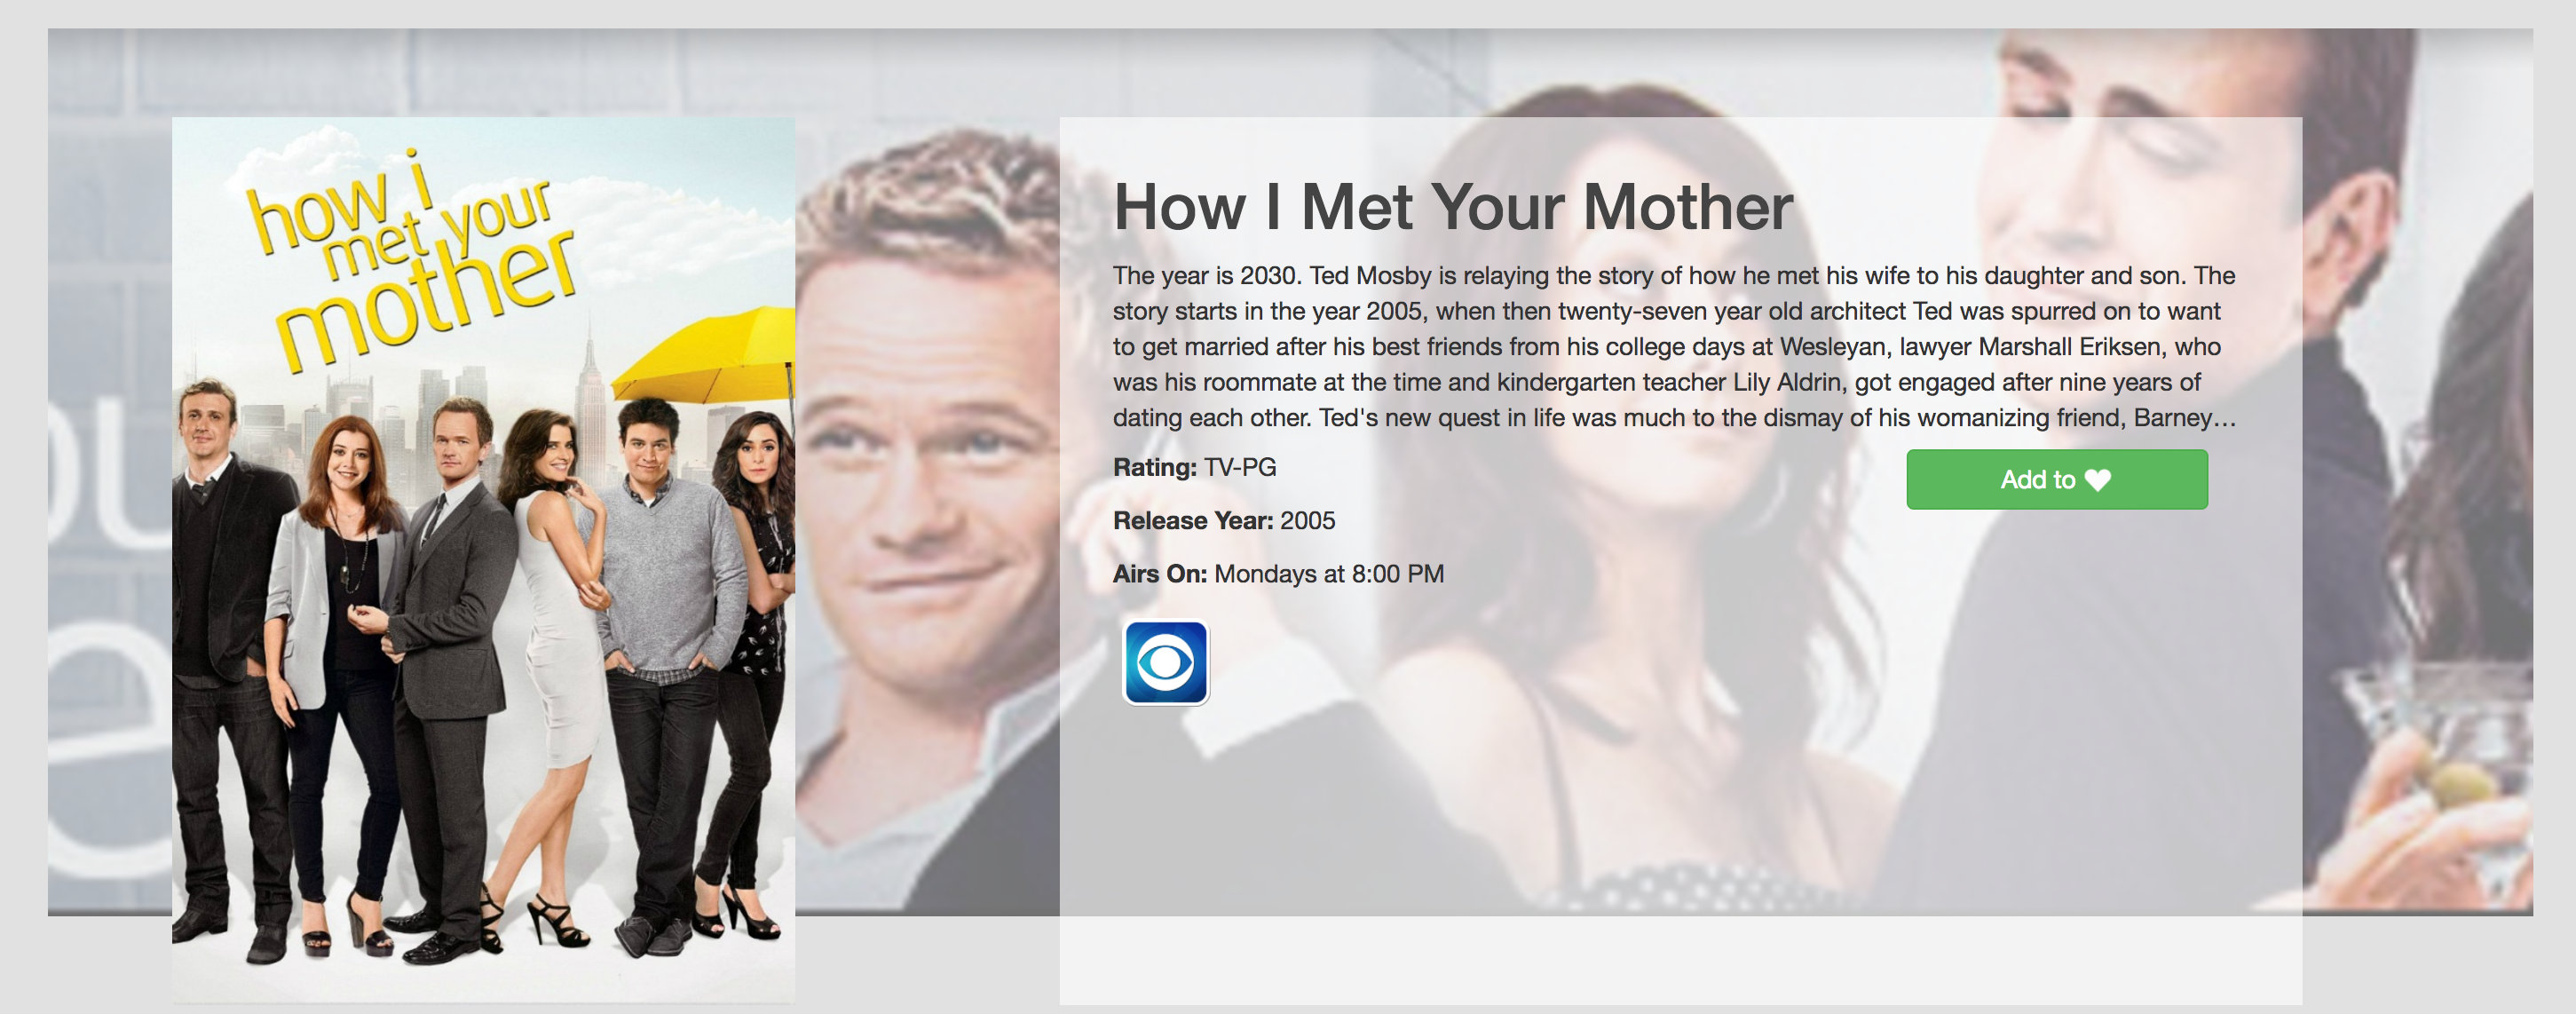 how i
met your
mother
How I Met Your Mother
The year is 2030. Ted Mosby is relaying the story of how he met his wife to his daughter and son. The
story starts in the year 2005, when then twenty-seven year old architect Ted was spurred on to want
to get married after his best friends from his college days at Wesleyan, lawyer Marshall Eriksen, who
was his roommate at the time and kindergarten teacher Lily Aldrin, got engaged after nine years of
dating each other. Ted's new quest in life was much to the dismay of his womanizing friend, Barney…
Rating: TV-PG
Add to
Release Year: 2005
Airs On: Mondays at 8:00 PM